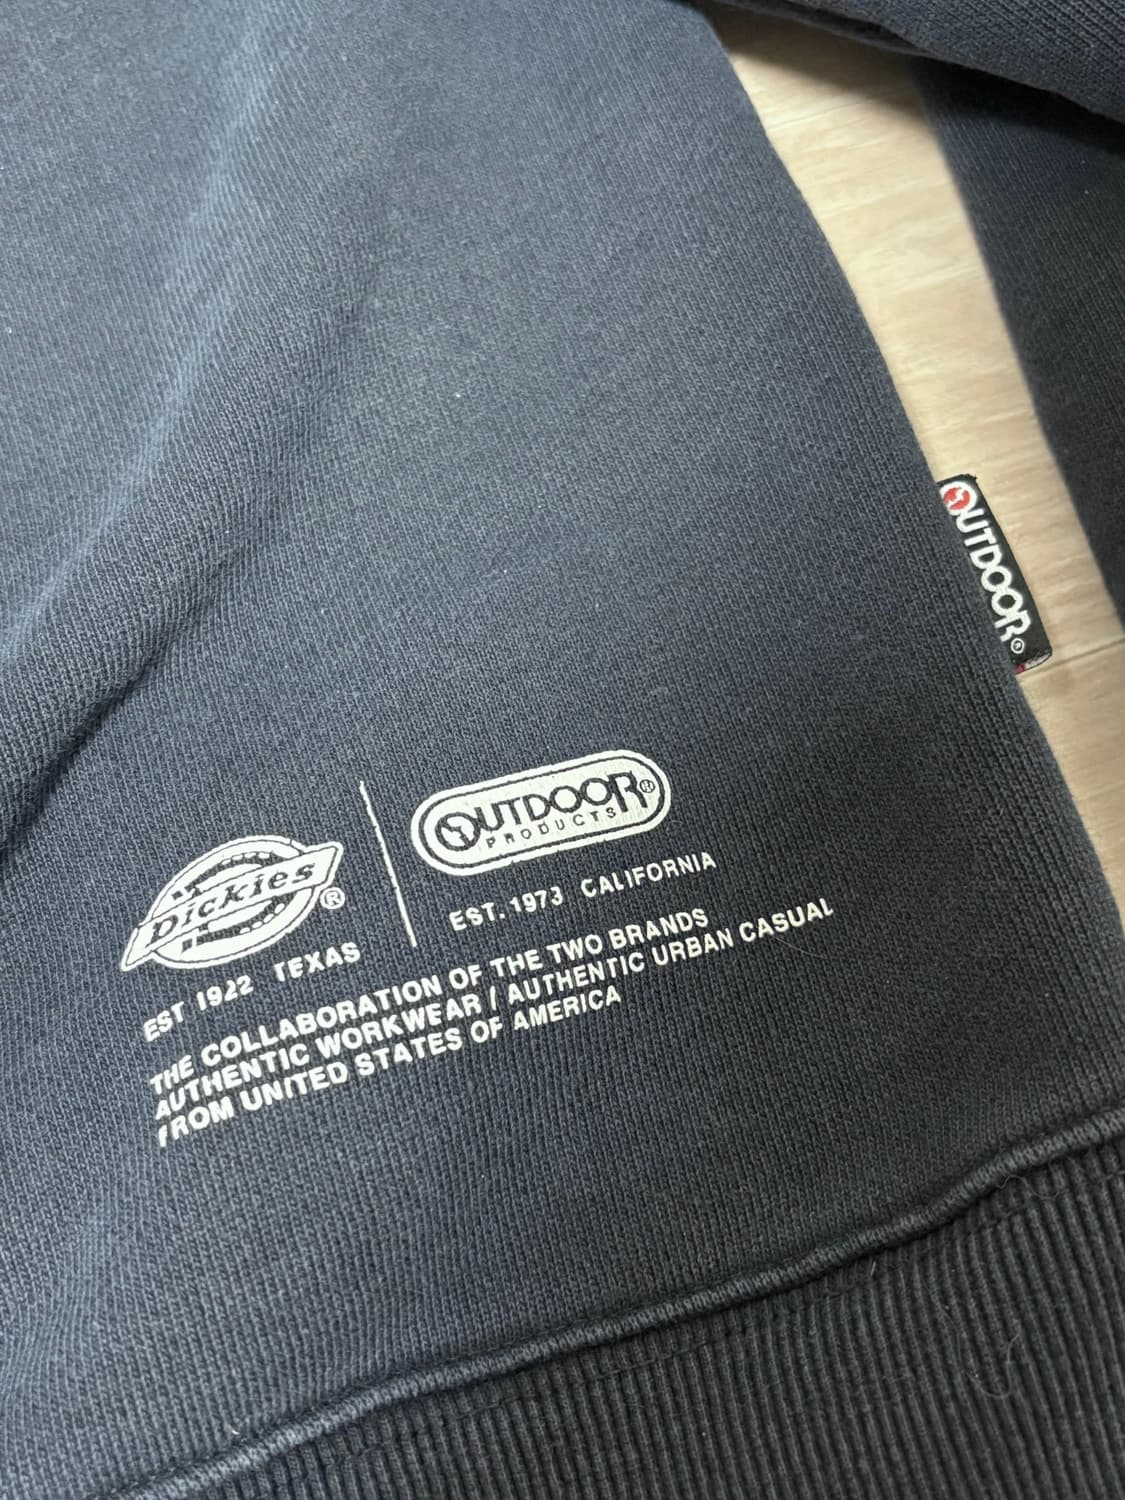 OUTDOOR®
Dickies®
EST 1922 TEXAS
OUTDOOR®
PRODUCTS
EST. 1973 CALIFORNIA
THE COLLABORATION OF THE TWO BRANDS
AUTHENTIC WORKWEAR / AUTHENTIC URBAN CASUAL
FROM UNITED STATES OF AMERICA